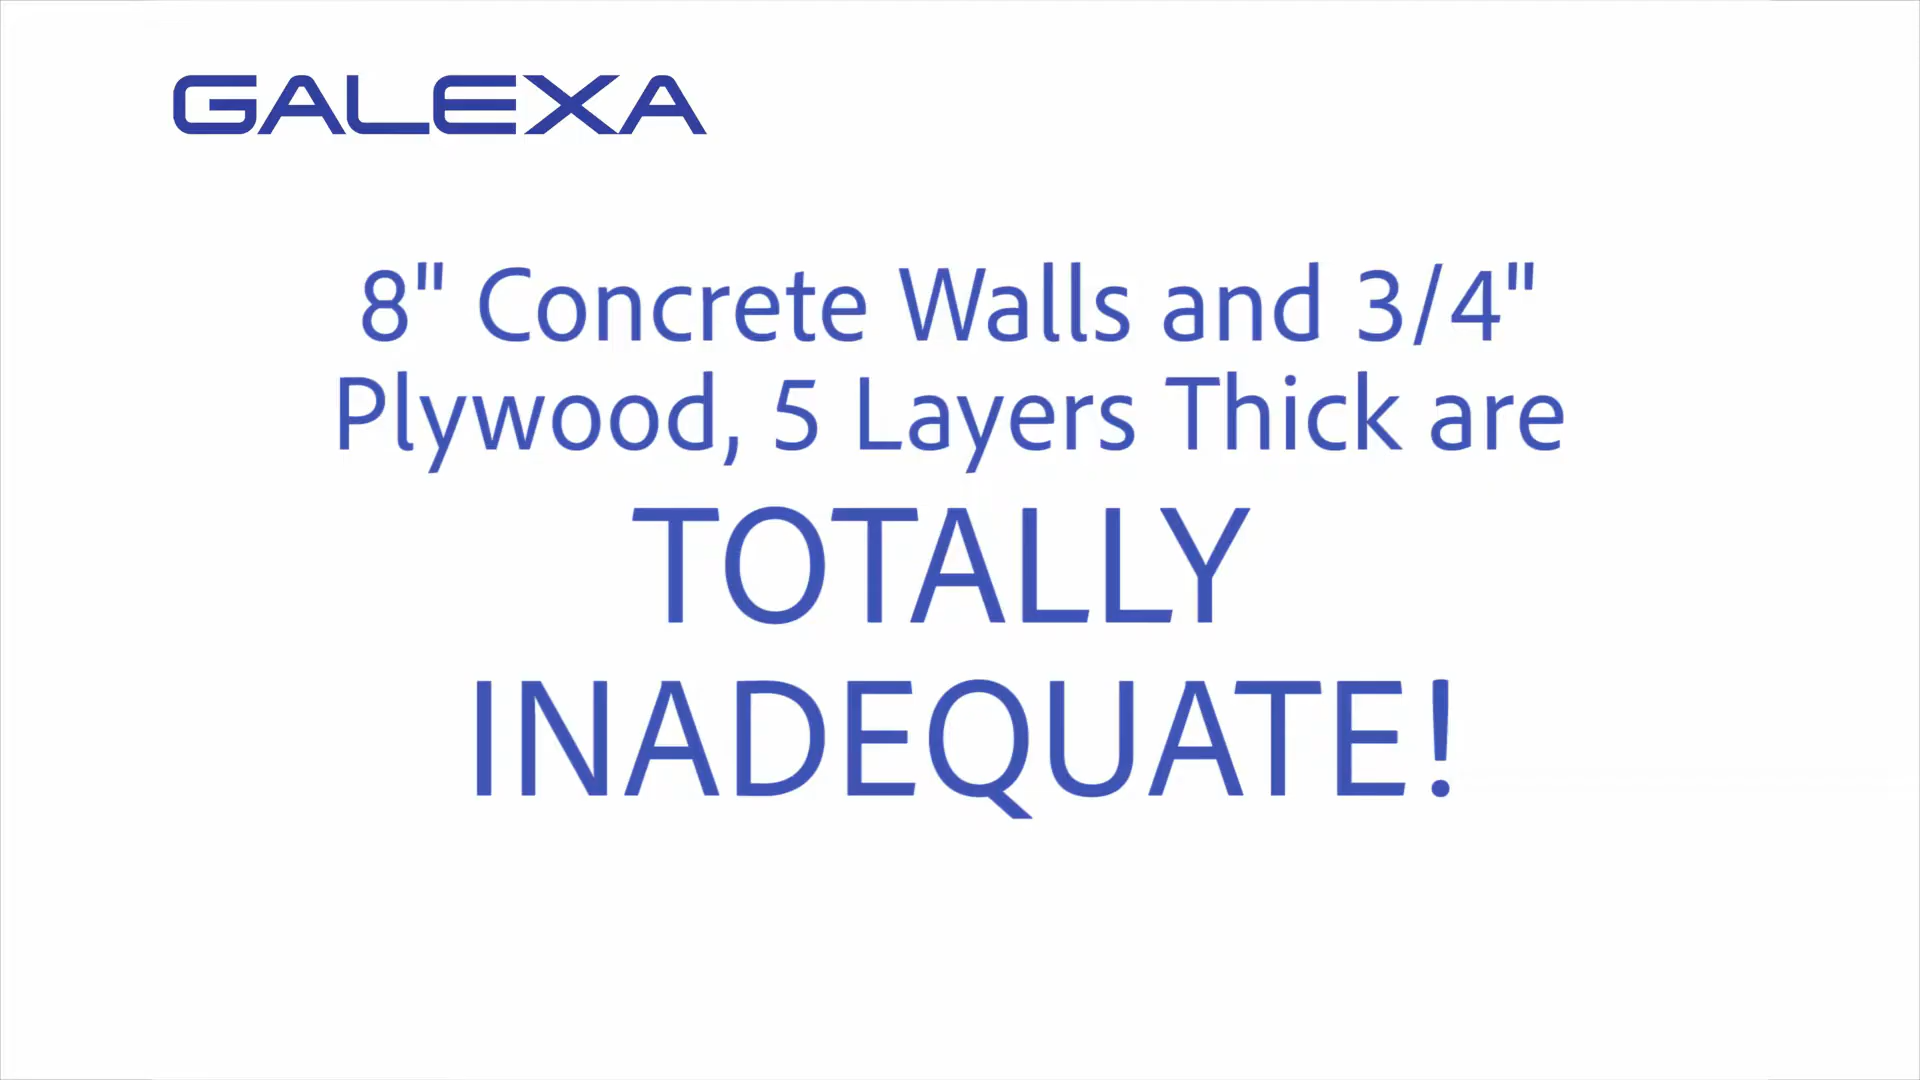 GALEXA
8" Concrete Walls and 3/4"
Plywood, 5 Layers Thick are
TOTALLY
INADEQUATE!